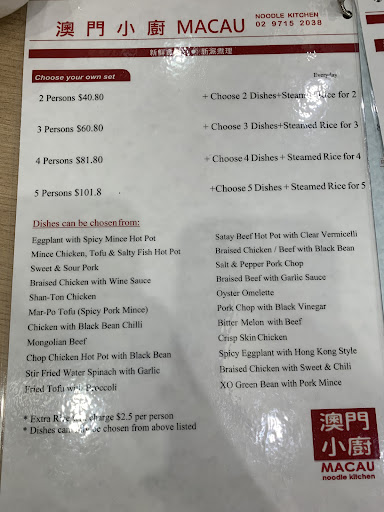 澳門小廚 MACAU NOODLE KITCHEN
02 9715 2038
Choose your own set
Everyday
2 Persons $40.80 + Choose 2 Dishes+Steamed Rice for 2
3 Persons $60.80 + Choose 3 Dishes+Steamed Rice for 3
4 Persons $81.80 + Choose 4 Dishes + Steamed Rice for 4
5 Persons $101.8 +Choose 5 Dishes + Steamed Rice for 5
Dishes can be chosen from:
Eggplant with Spicy Mince Hot Pot
Mince Chicken, Tofu & Salty Fish Hot Pot
Sweet & Sour Pork
Braised Chicken with Wine Sauce
Shan-Ton Chicken
Mar-Po Tofu (Spicy Pork Mince)
Chicken with Black Bean Chilli
Mongolian Beef
Chop Chicken Hot Pot with Black Bean
Stir Fried Water Spinach with Garlic
Fried Tofu with Broccoli
Satay Beef Hot Pot with Clear Vermicelli
Braised Chicken / Beef with Black Bean
Salt & Pepper Pork Chop
Braised Beef with Garlic Sauce
Oyster Omelette
Pork Chop with Black Vinegar
Bitter Melon with Beef
Crisp Skin Chicken
Spicy Eggplant with Hong Kong Style
Braised Chicken with Sweet & Chili
XO Green Bean with Pork Mince
* Extra Rice charge $2.5 per person
* Dishes can be chosen from above listed
澳門
小廚
MACAU
noodle kitchen